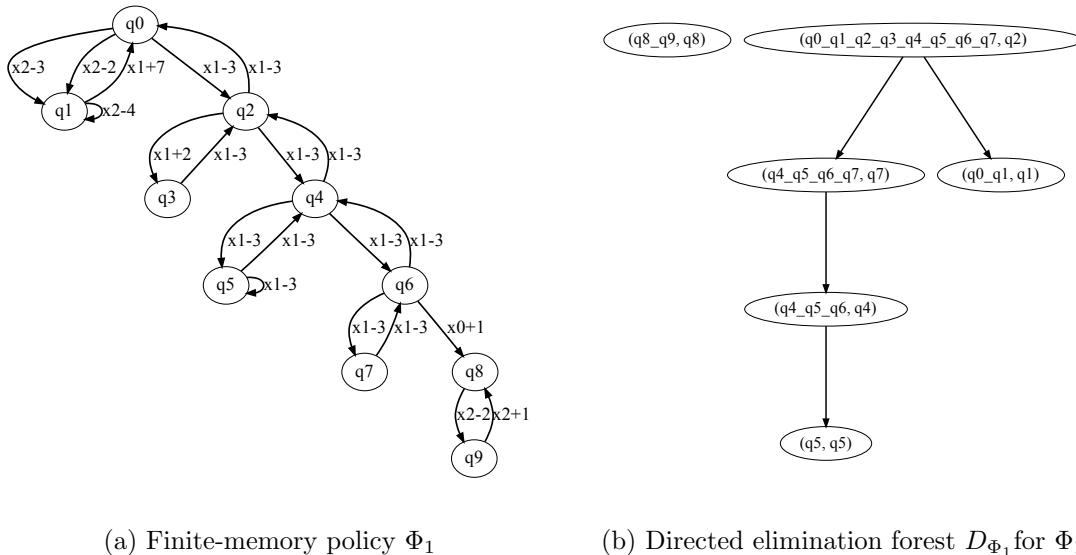 q0
x2-3
x2-2
x1+7
x1-3
x1-3
q1
x2-4
q2
x1+2
x1-3
x1-3
x1-3
q3
q4
x1-3
x1-3
x1-3
x1-3
q5
x1-3
q6
x1-3
x1-3
x0+1
q7
q8
x2-2
x2+1
q9
(a) Finite-memory policy Φ1
(q8_q9, q8)
(q0_q1_q2_q3_q4_q5_q6_q7, q2)
(q4_q5_q6_q7, q7)
(q0_q1, q1)
(q4_q5_q6, q4)
(q5, q5)
(b) Directed elimination forest DΦ1 for Φ